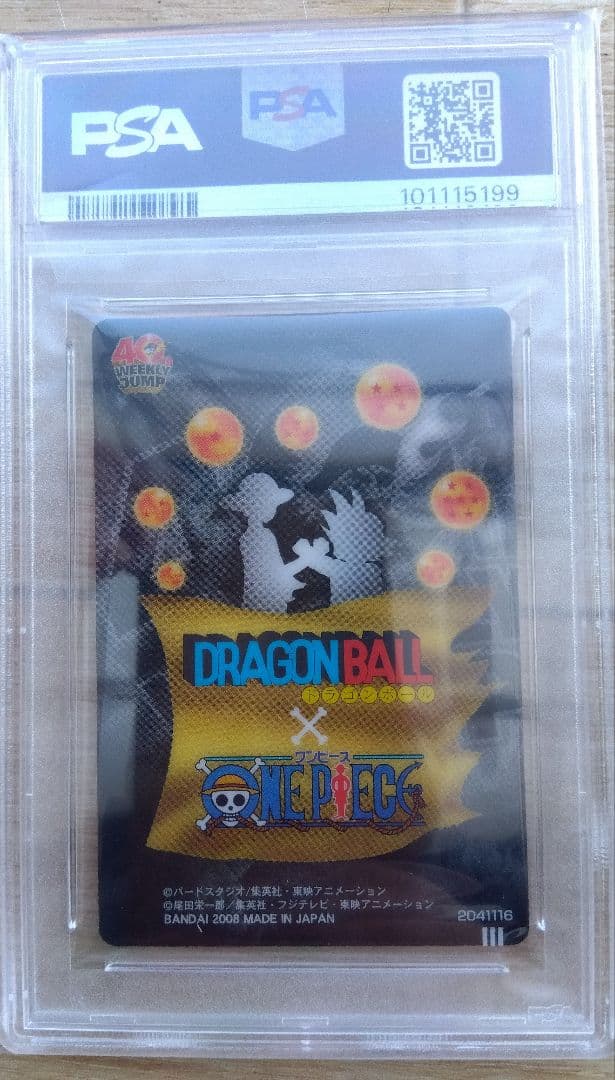 PSA
PSA
101115199
40th
WEEKLY
JUMP
DRAGON BALL
ドラゴンボール
×
ワンピース
ONE PIECE
©バードスタジオ/集英社・東映アニメーション
©尾田栄一郎/集英社・フジテレビ・東映アニメーション
BANDAI 2008 MADE IN JAPAN
2041116